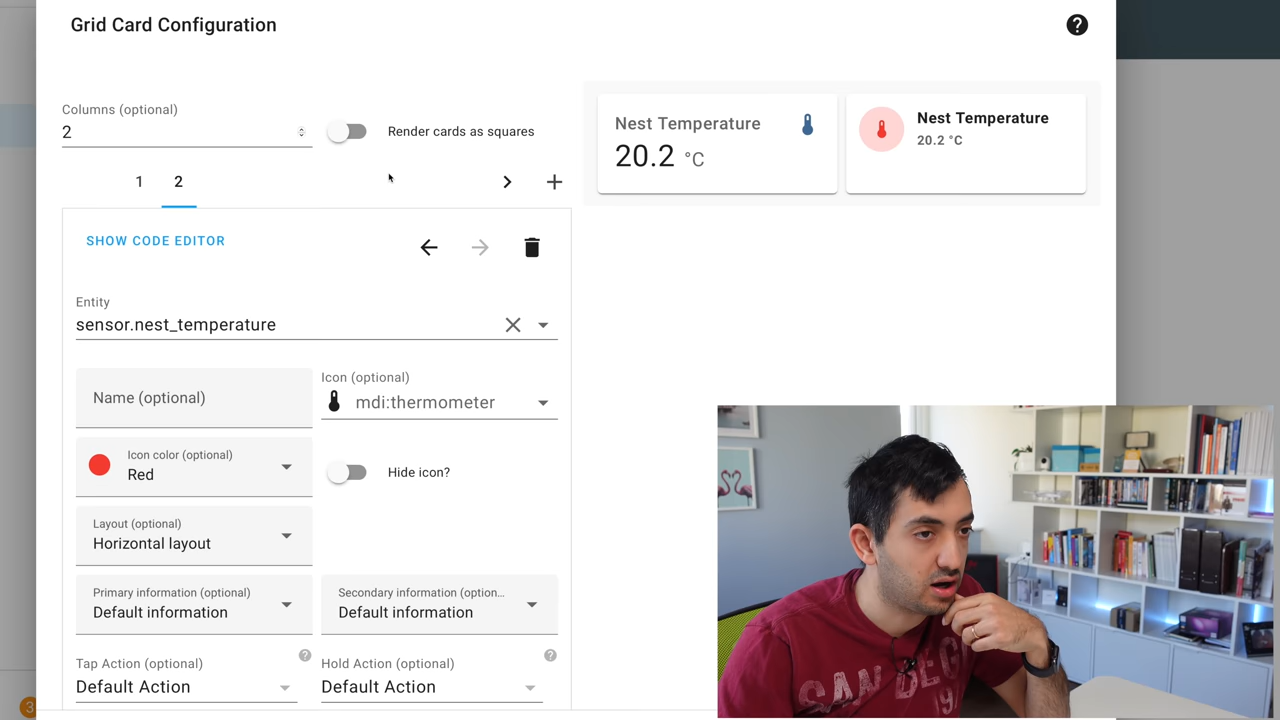 Grid Card Configuration
Columns (optional)
2
Render cards as squares
1
2
SHOW CODE EDITOR
Entity
sensor.nest_temperature
Name (optional)
Icon (optional)
mdi:thermometer
Icon color (optional)
Red
Hide icon?
Layout (optional)
Horizontal layout
Primary information (optional)
Default information
Secondary information (option...
Default information
Tap Action (optional)
Default Action
Hold Action (optional)
Default Action
Nest Temperature
20.2 °C
Nest Temperature
20.2 °C
3
SAN DIEG